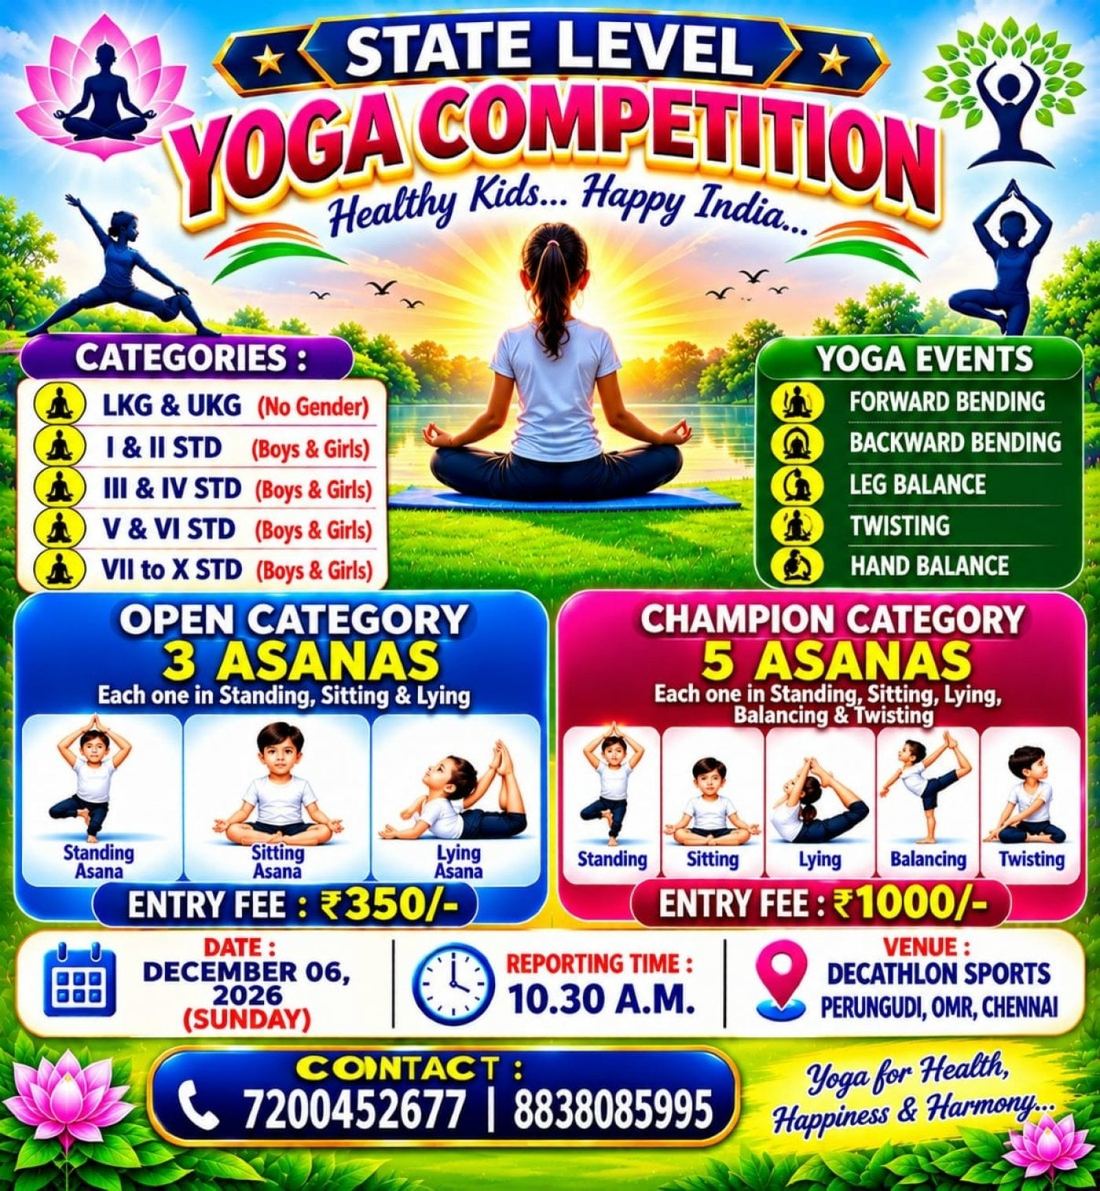 STATE LEVEL
YOGA COMPETITION
Healthy Kids... Happy India...
CATEGORIES :
LKG & UKG (No Gender)
I & II STD (Boys & Girls)
III & IV STD (Boys & Girls)
V & VI STD (Boys & Girls)
VII to X STD (Boys & Girls)
YOGA EVENTS
FORWARD BENDING
BACKWARD BENDING
LEG BALANCE
TWISTING
HAND BALANCE
OPEN CATEGORY
3 ASANAS
Each one in Standing, Sitting & Lying
Standing
Asana
Sitting
Asana
Lying
Asana
ENTRY FEE : ₹350/-
CHAMPION CATEGORY
5 ASANAS
Each one in Standing, Sitting, Lying,
Balancing & Twisting
Standing
Sitting
Lying
Balancing
Twisting
ENTRY FEE : ₹1000/-
DATE :
DECEMBER 06,
2026
(SUNDAY)
REPORTING TIME :
10.30 A.M.
VENUE :
DECATHLON SPORTS
PERUNGUDI, OMR, CHENNAI
CONTACT :
7200452677 | 8838085995
Yoga for Health,
Happiness & Harmony...